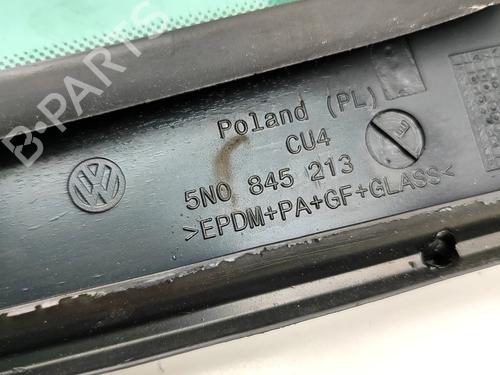 Poland (PL)
CU4
5N0 845 213
>EPDM+PA+GF+GLASS<
B-PARTS